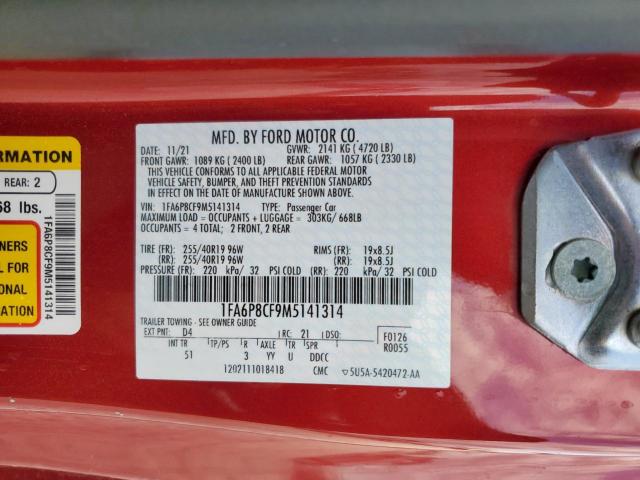 MFD. BY FORD MOTOR CO.
DATE: 11/21 GVWR: 2141 KG ( 4720 LB)
FRONT GAWR: 1089 KG ( 2400 LB) REAR GAWR: 1057 KG ( 2330 LB)
THIS VEHICLE CONFORMS TO ALL APPLICABLE FEDERAL MOTOR
VEHICLE SAFETY, BUMPER, AND THEFT PREVENTION STANDARDS
IN EFFECT ON THE DATE OF MANUFACTURE SHOWN ABOVE.
VIN: 1FA6P8CF9M5141314 TYPE: Passenger Car
MAXIMUM LOAD = OCCUPANTS + LUGGAGE = 303KG/ 668LB
OCCUPANTS = 4 TOTAL; 2 FRONT, 2 REAR
TIRE (FR): 255/40R19 96W RIMS (FR): 19x8.5J
(RR): 255/40R19 96W (RR): 19x8.5J
PRESSURE (FR): 220 kPa/ 32 PSI COLD (RR): 220 kPa/ 32 PSI COLD
1FA6P8CF9M5141314
TRAILER TOWING - SEE OWNER GUIDE
EXT PNT: D4 RC: 21 DSO:
F0126
R0055
INT TR TP/PS R AXLE TR SPR
51 3 YY U DDCC
1202111018418 CMC 5U5A-5420472-AA
RMATION
REAR: 2
68 lbs.
NERS
L FOR
ONAL
ATION
1FA6P8CF9M5141314